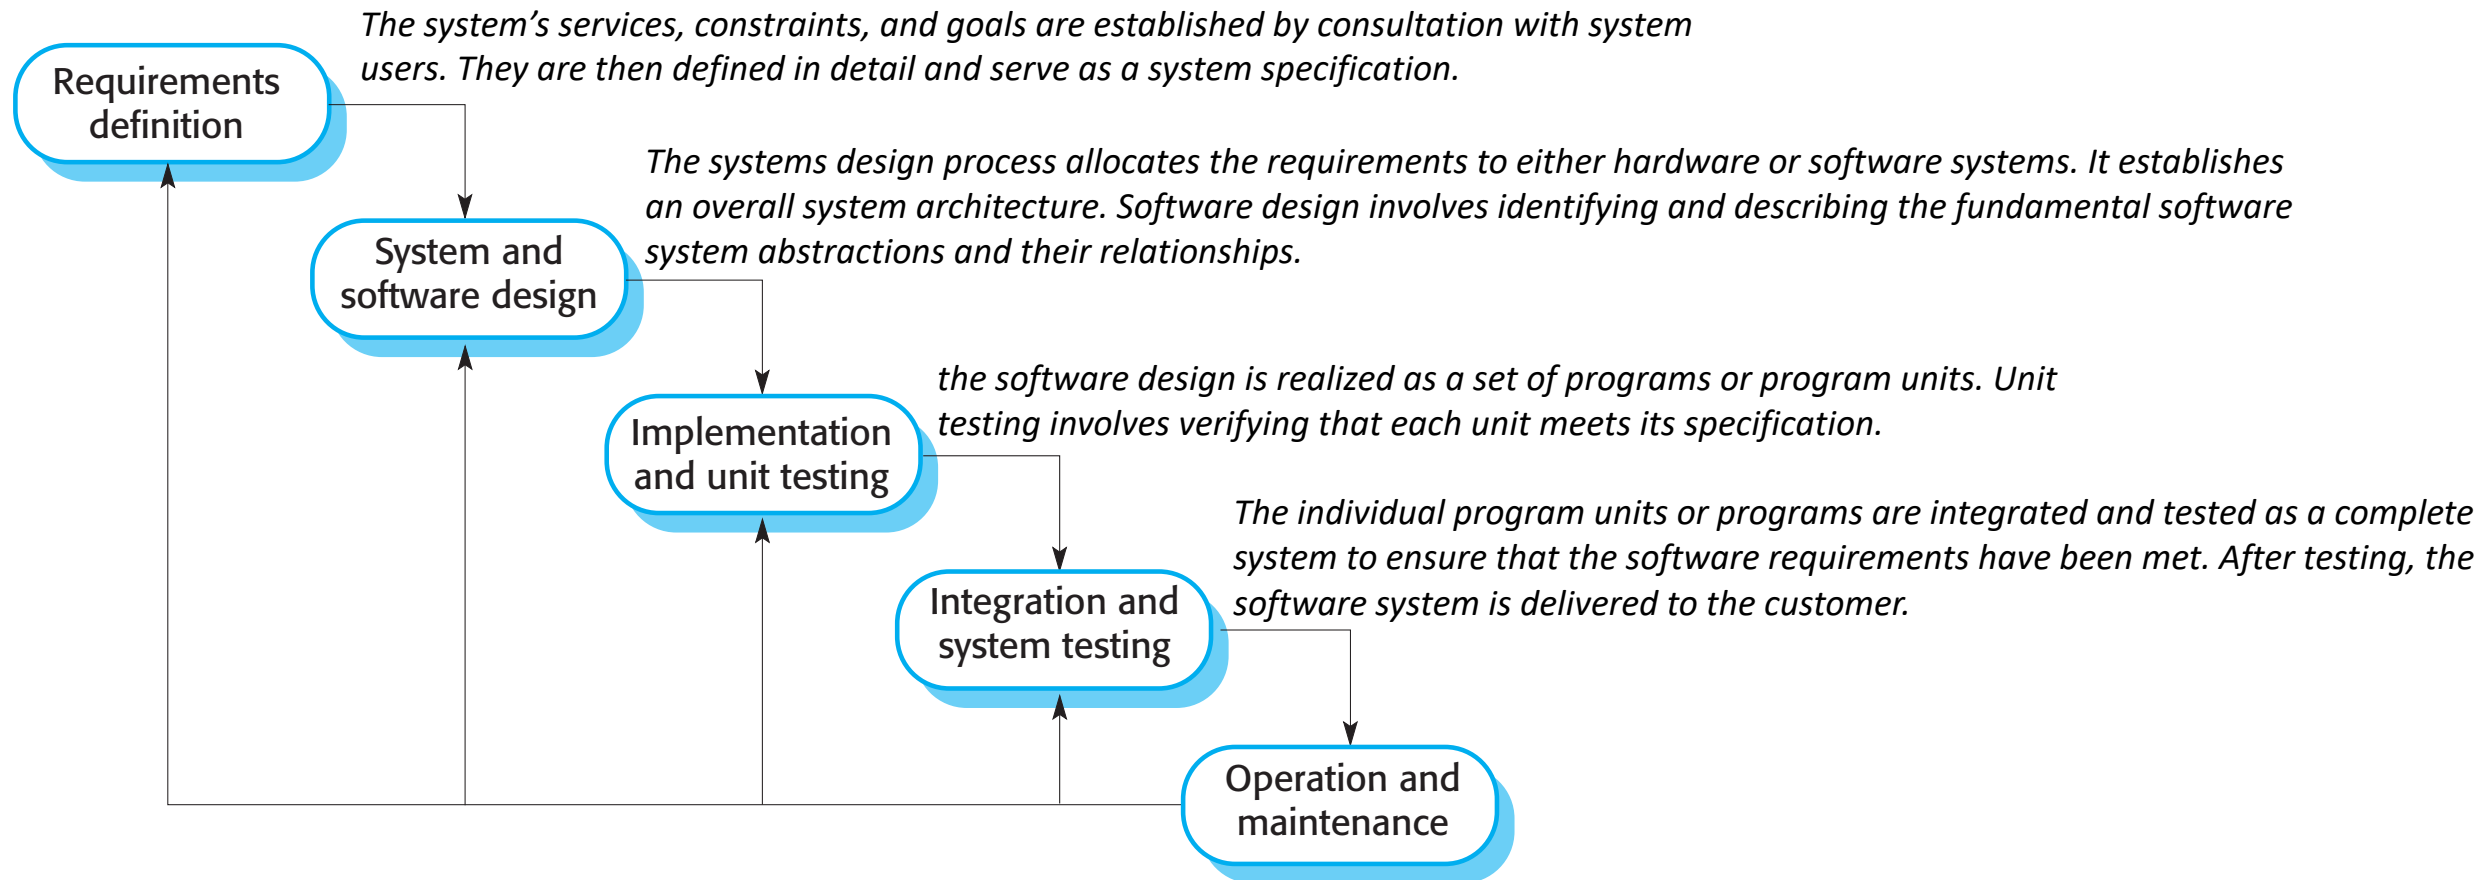 The system’s services, constraints, and goals are established by consultation with system
users. They are then defined in detail and serve as a system specification.
Requirements
definition
The systems design process allocates the requirements to either hardware or software systems. It establishes
an overall system architecture. Software design involves identifying and describing the fundamental software
system abstractions and their relationships.
System and
software design
the software design is realized as a set of programs or program units. Unit
testing involves verifying that each unit meets its specification.
Implementation
and unit testing
The individual program units or programs are integrated and tested as a complete
system to ensure that the software requirements have been met. After testing, the
software system is delivered to the customer.
Integration and
system testing
Operation and
maintenance